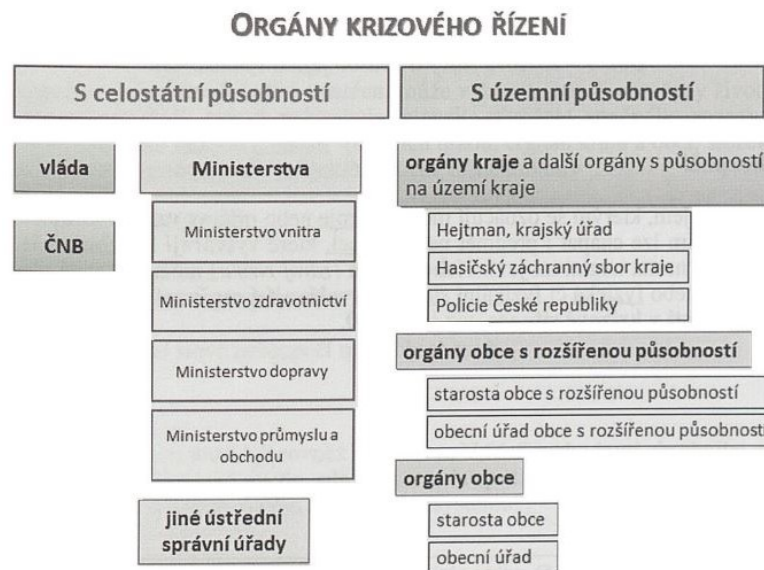 ORGÁNY KRIZOVÉHO ŘÍZENÍ
S celostátní působností
vláda
ČNB
Ministerstva
Ministerstvo vnitra
Ministerstvo zdravotnictví
Ministerstvo dopravy
Ministerstvo průmyslu a
obchodu
jiné ústřední
správní úřady
S územní působností
orgány kraje a další orgány s působností
na území kraje
Hejtman, krajský úřad
Hasičský záchranný sbor kraje
Policie České republiky
orgány obce s rozšířenou působností
starosta obce s rozšířenou působností
obecní úřad obce s rozšířenou působností
orgány obce
starosta obce
obecní úřad